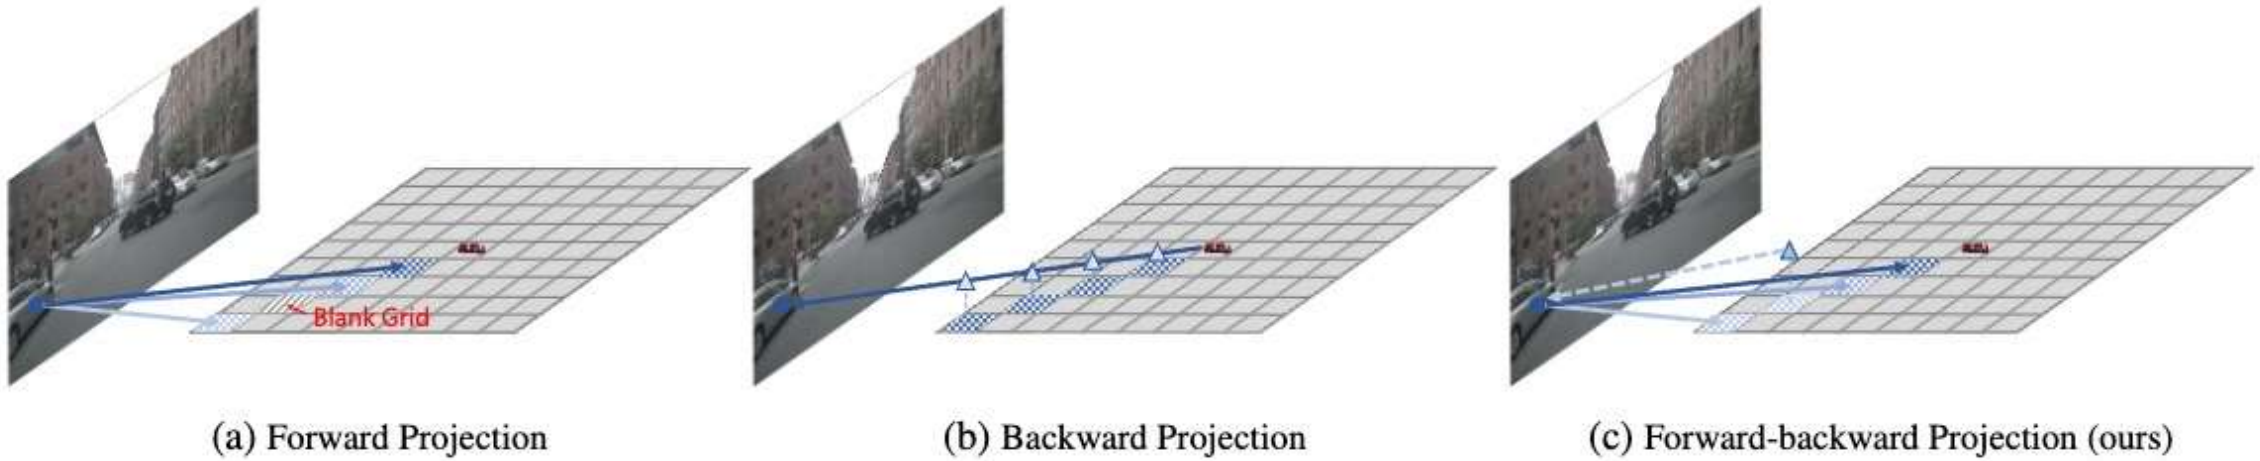 Blank Grid
(a) Forward Projection
(b) Backward Projection
(c) Forward-backward Projection (ours)